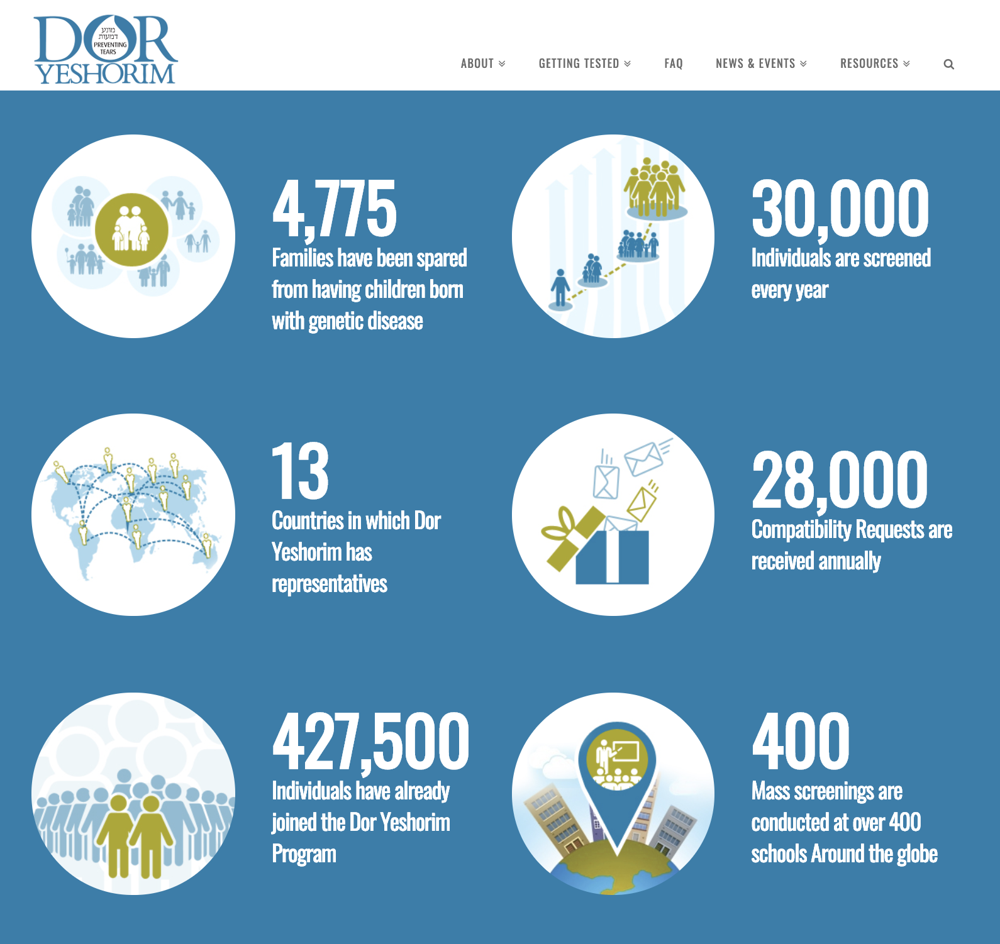 DOR
מונע
דמעות
PREVENTING
TEARS
YESHORIM
ABOUT
GETTING TESTED
FAQ
NEWS & EVENTS
RESOURCES
4,775
Families have been spared
from having children born
with genetic disease
30,000
Individuals are screened
every year
13
Countries in which Dor
Yeshorim has
representatives
28,000
Compatibility Requests are
received annually
427,500
Individuals have already
joined the Dor Yeshorim
Program
400
Mass screenings are
conducted at over 400
schools Around the globe